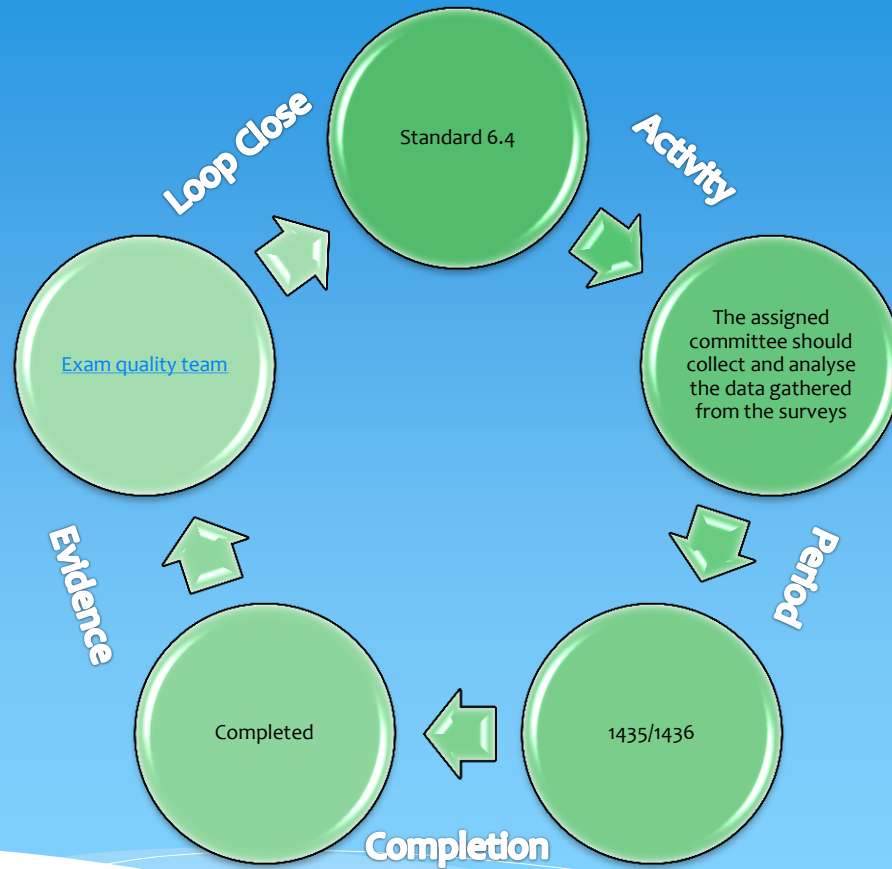 Standard 6.4
Activity
The assigned
committee should
collect and analyse
the data gathered
from the surveys
Period
1435/1436
Completion
Completed
Evidence
Exam quality team
Loop Close